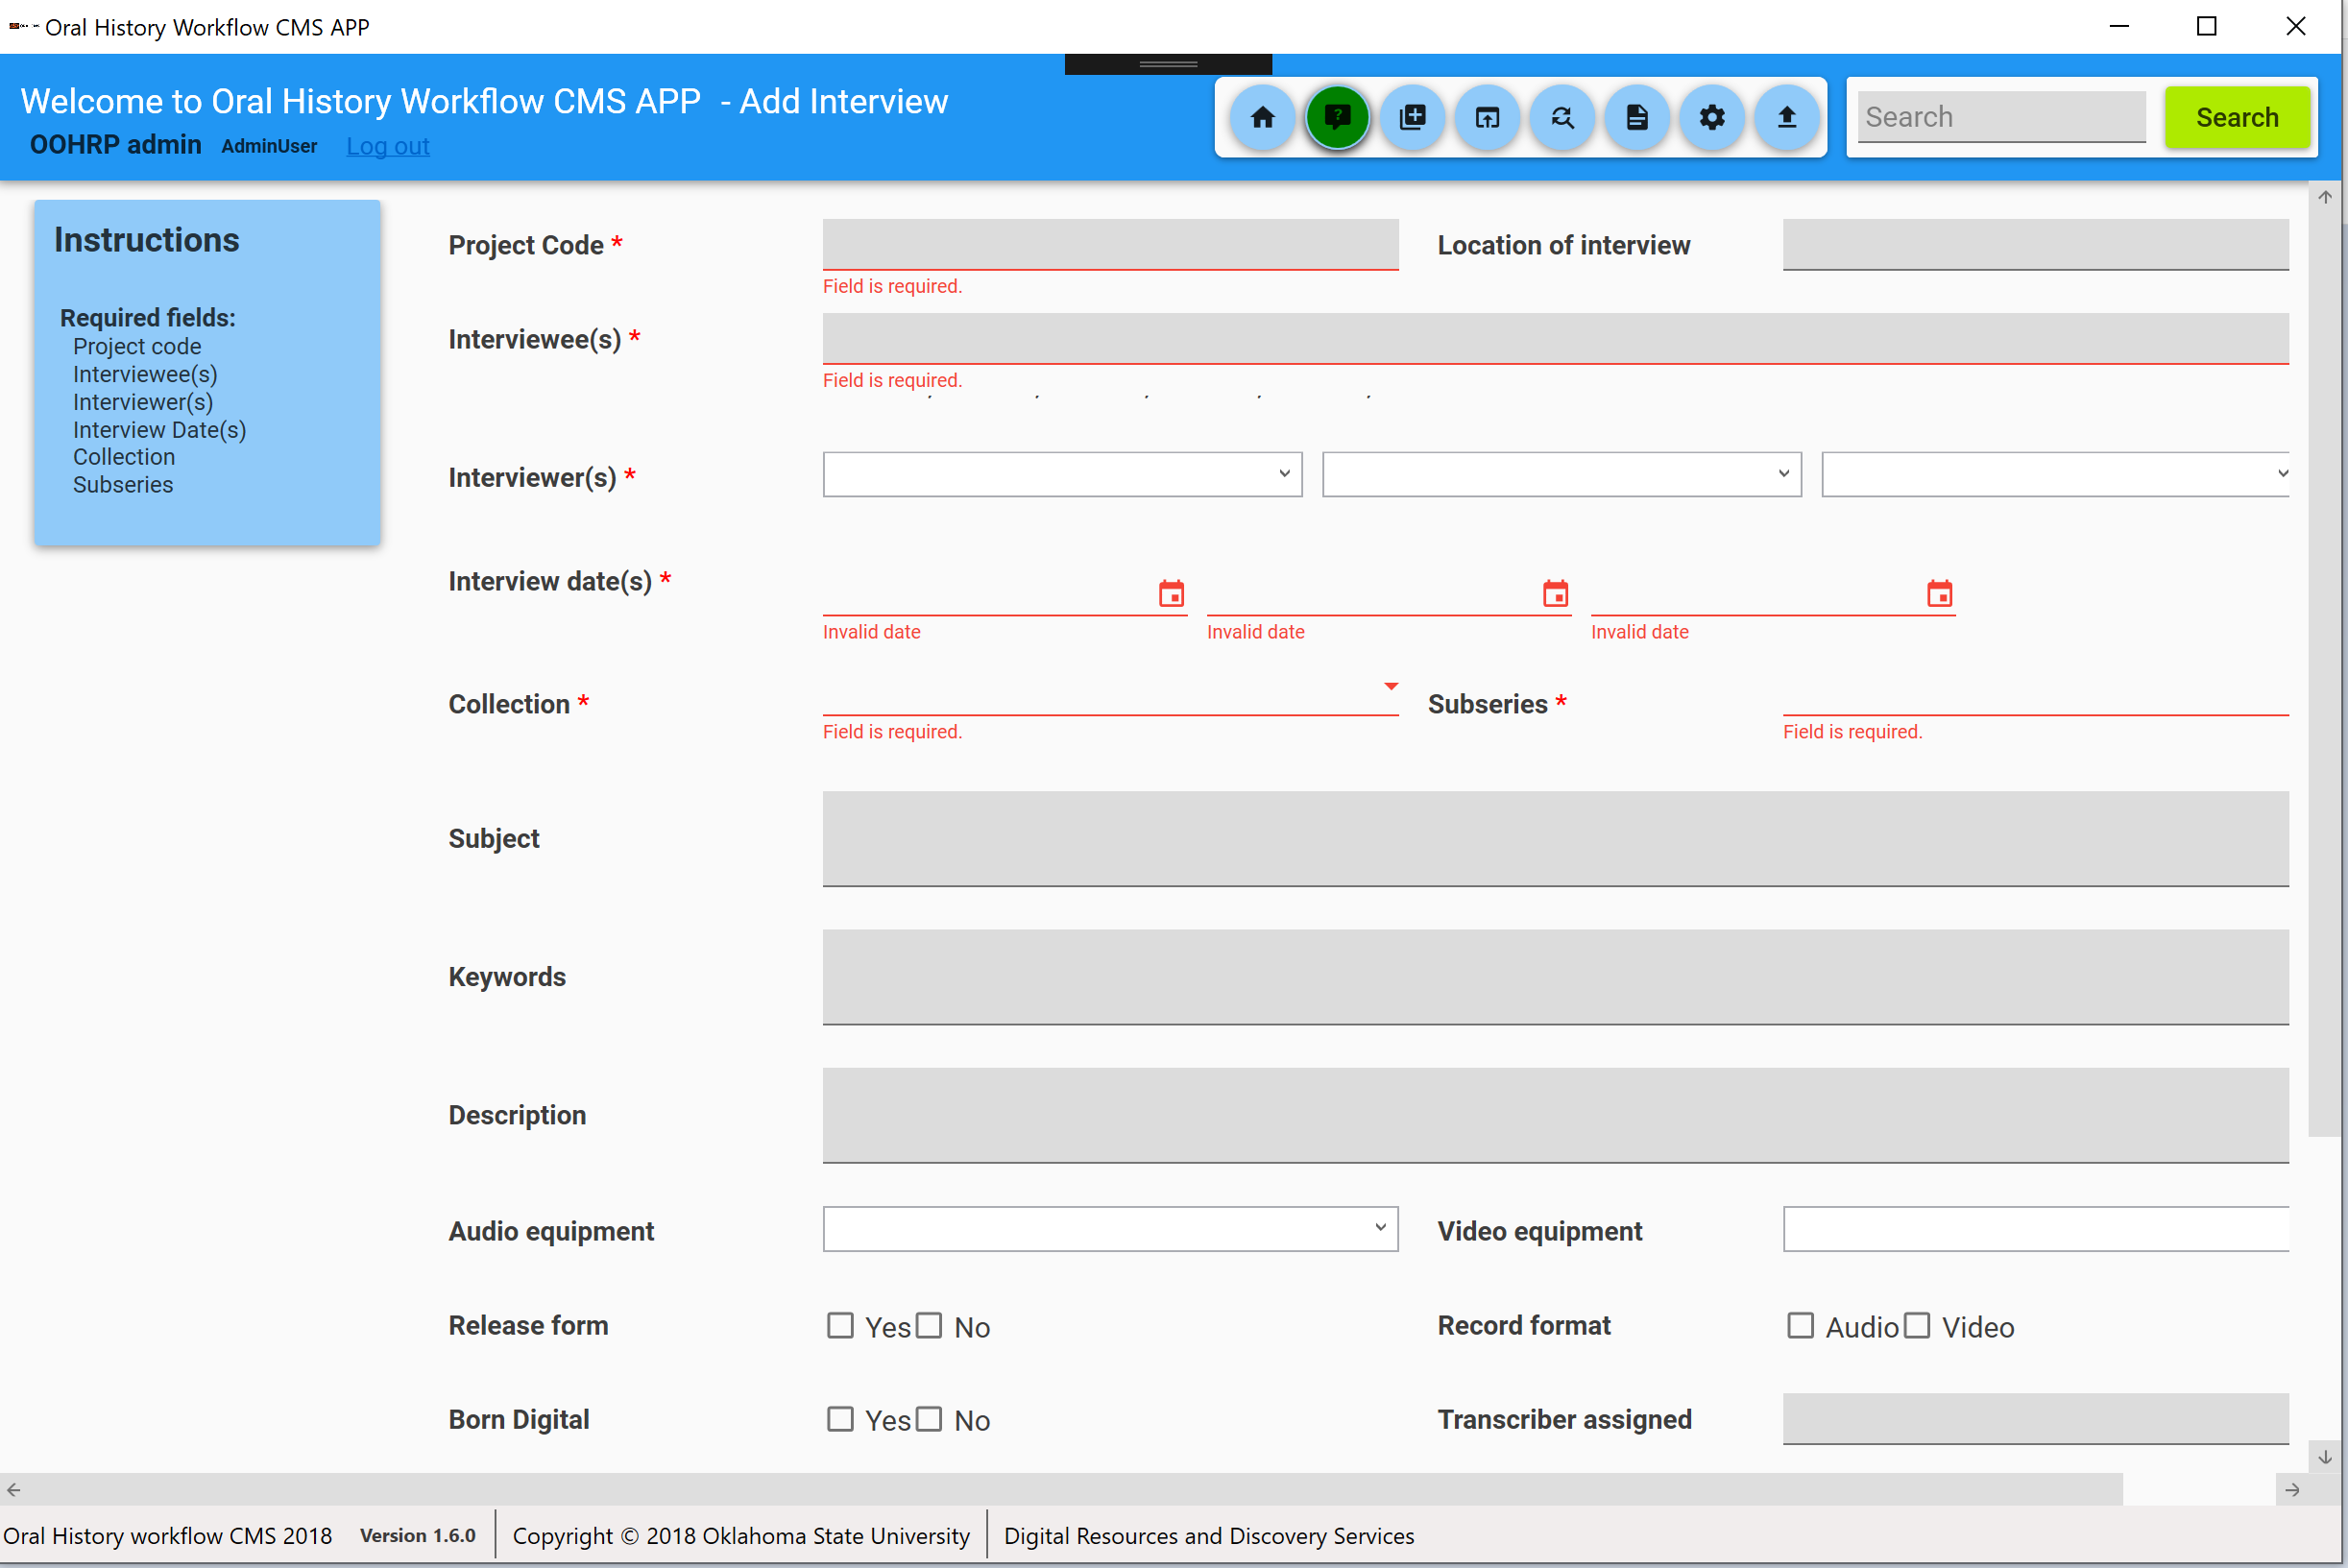 Oral History Workflow CMS APP
Welcome to Oral History Workflow CMS APP - Add Interview
OOHRP admin AdminUser Log out
Search Search
Instructions
Required fields:
Project code
Interviewee(s)
Interviewer(s)
Interview Date(s)
Collection
Subseries
Project Code * Location of interview
Field is required.
Interviewee(s) *
Field is required.
Interviewer(s) *
Interview date(s) *
Invalid date Invalid date Invalid date
Collection * Subseries *
Field is required. Field is required.
Subject
Keywords
Description
Audio equipment Video equipment
Release form Yes No Record format Audio Video
Born Digital Yes No Transcriber assigned
Oral History workflow CMS 2018 Version 1.6.0 Copyright © 2018 Oklahoma State University Digital Resources and Discovery Services